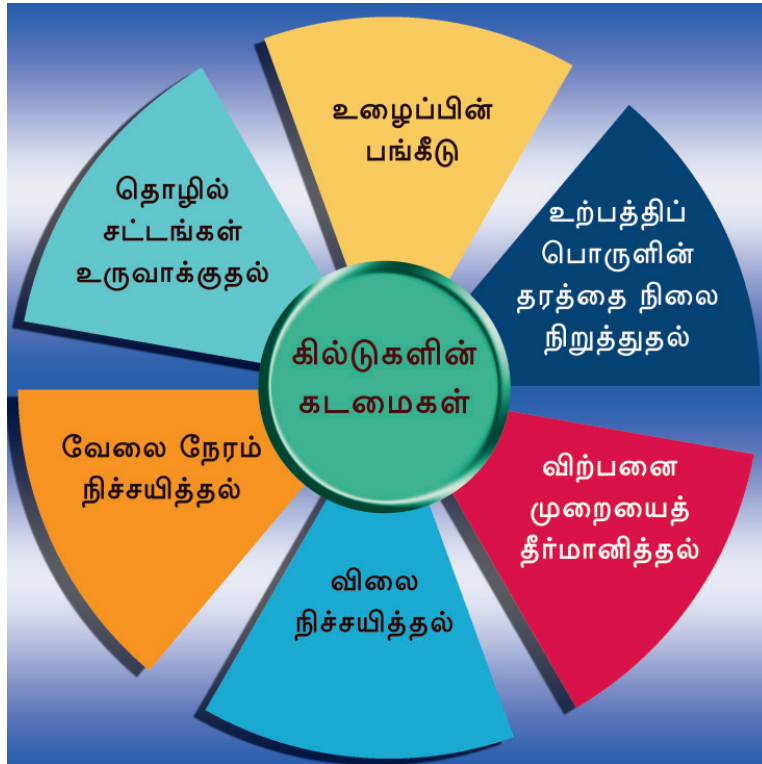 உழைப்பின்
பங்கீடு
உற்பத்திப்
பொருளின்
தரத்தை நிலை
நிறுத்துதல்
விற்பனை
முறையைத்
தீர்மானித்தல்
விலை
நிச்சயித்தல்
வேலை நேரம்
நிச்சயித்தல்
தொழில்
சட்டங்கள்
உருவாக்குதல்
கில்டுகளின்
கடமைகள்